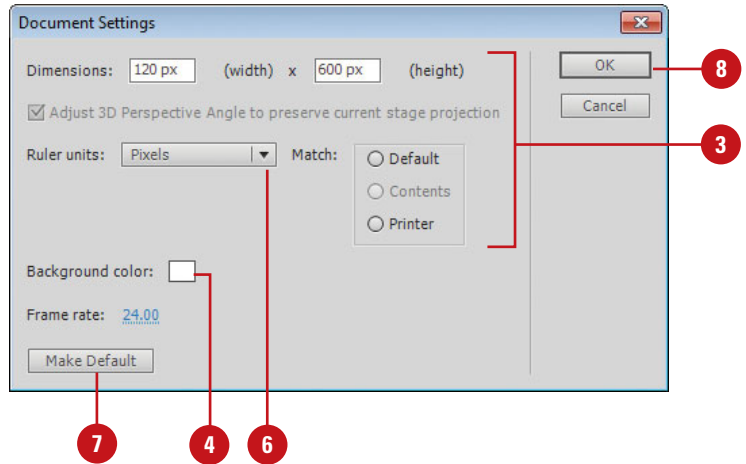 Document Settings
Dimensions: 120 px (width) x 600 px (height)
OK
8
Adjust 3D Perspective Angle to preserve current stage projection
Cancel
3
Ruler units: Pixels Match: Default
Contents
Printer
Background color:
Frame rate: 24.00
Make Default
7
4
6